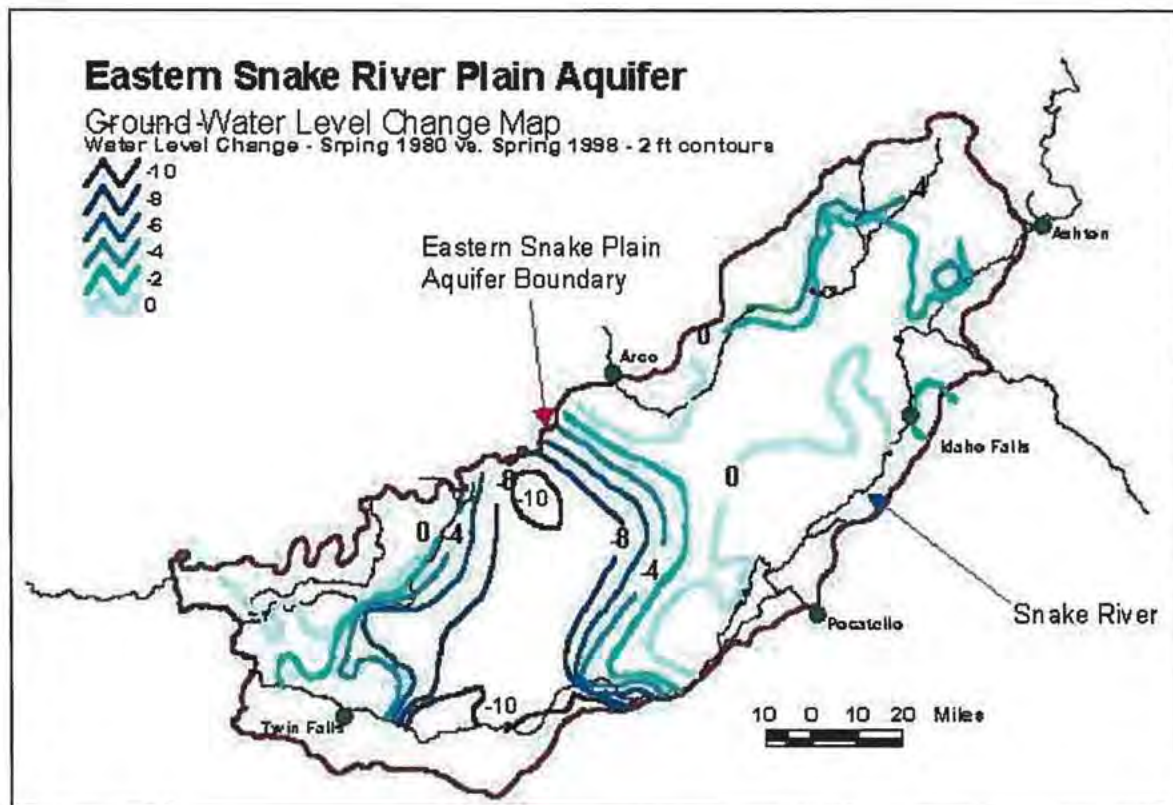 Eastern Snake River Plain Aquifer
Ground-Water Level Change Map
Water Level Change - Srping 1980 vs. Spring 1998 - 2 ft contours
-10
-8
-6
-4
-2
0
Eastern Snake Plain
Aquifer Boundary
-4
Ashton
0
Arco
Idaho Falls
0
-8
-10
0
-4
-8
-4
Snake River
Pocatello
-10
Twin Falls
10 0 10 20 Miles